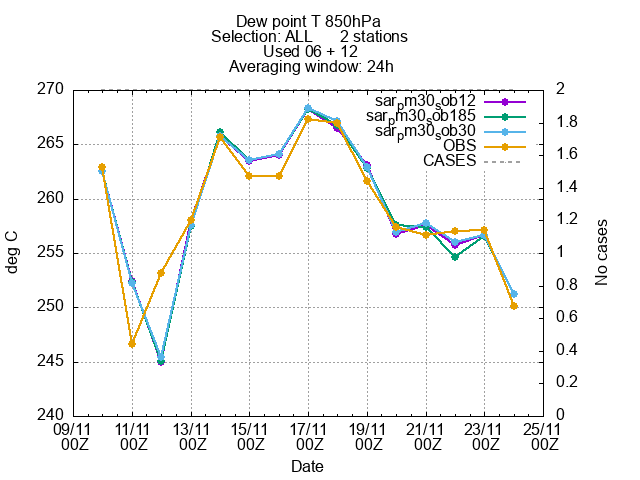 Dew point T 850hPa
Selection: ALL 2 stations
Used 06 + 12
Averaging window: 24h
270
265
260
255
250
245
240
deg C
2
1.8
1.6
1.4
1.2
1
0.8
0.6
0.4
0.2
0
No cases
sarpm30sob12
sarpm30sob185
sarpm30sob30
OBS
CASES
09/11 11/11 13/11 15/11 17/11 19/11 21/11 23/11 25/11
00Z 00Z 00Z 00Z 00Z 00Z 00Z 00Z 00Z
Date